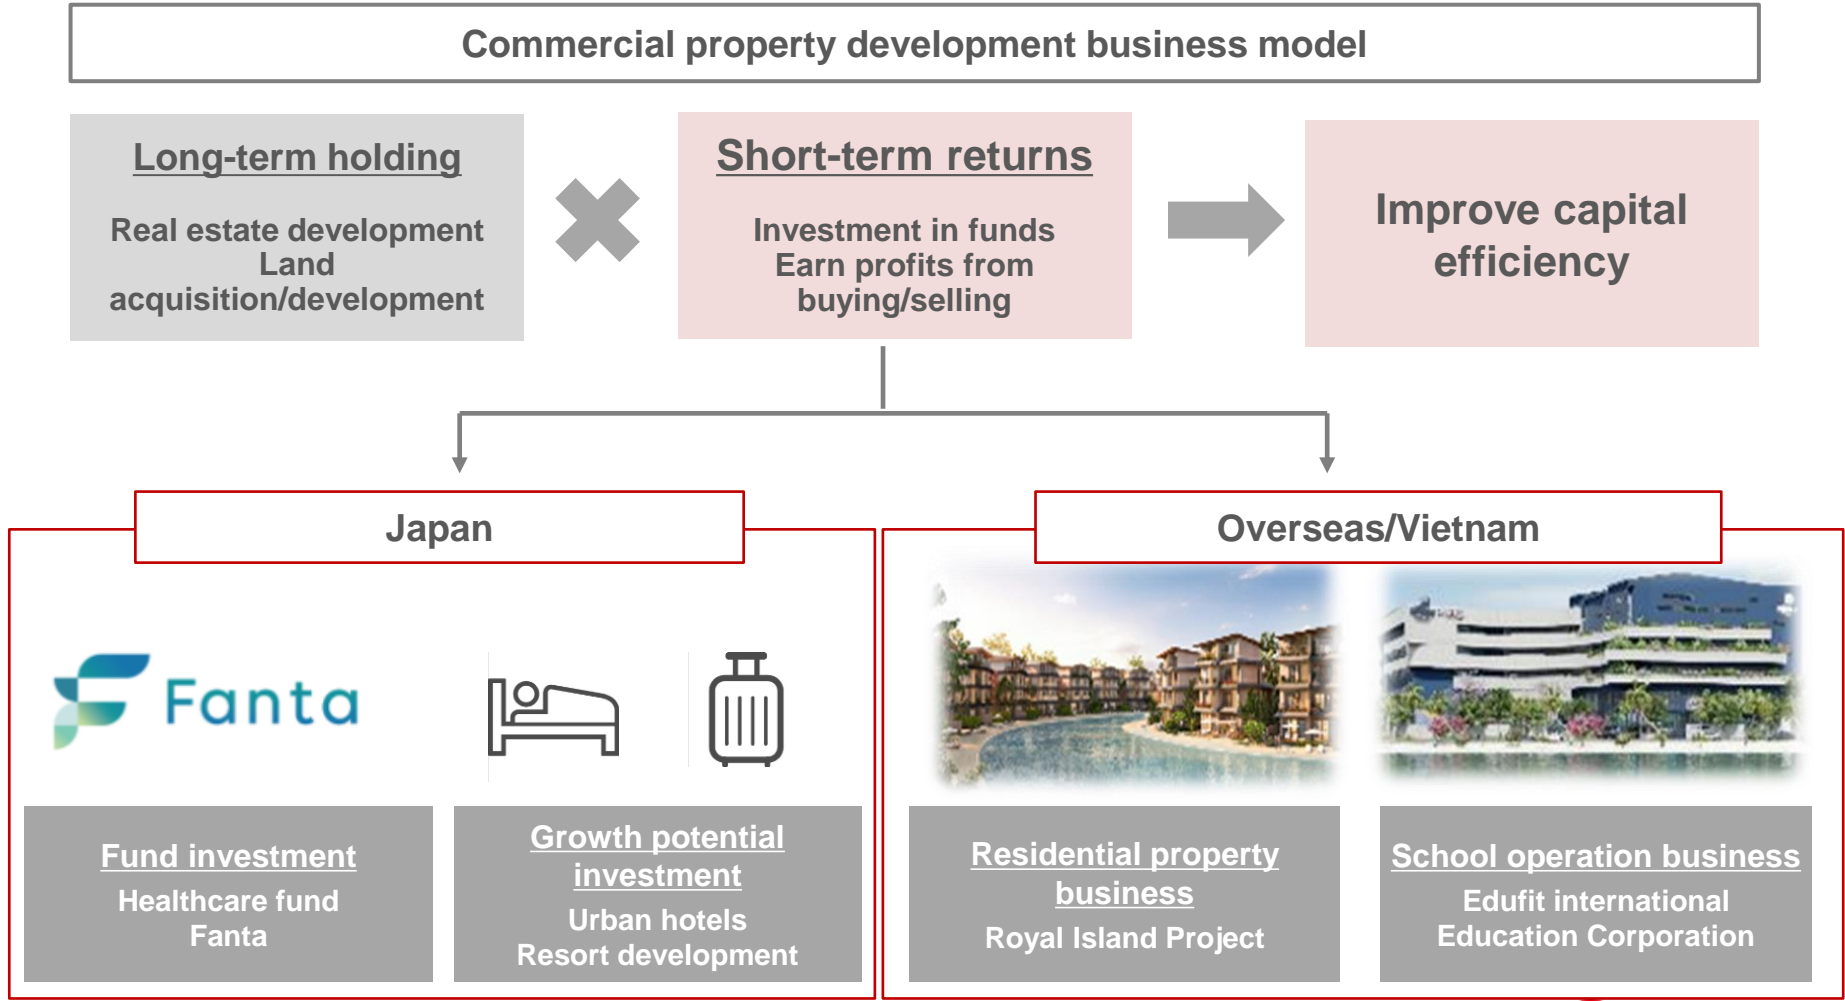 Commercial property development business model
Long-term holding
Real estate development
Land
acquisition/development
Short-term returns
Investment in funds
Earn profits from
buying/selling
Improve capital
efficiency
Japan
Fanta
Fund investment
Healthcare fund
Fanta
Growth potential
investment
Urban hotels
Resort development
Overseas/Vietnam
Residential property
business
Royal Island Project
School operation business
Edufit international
Education Corporation